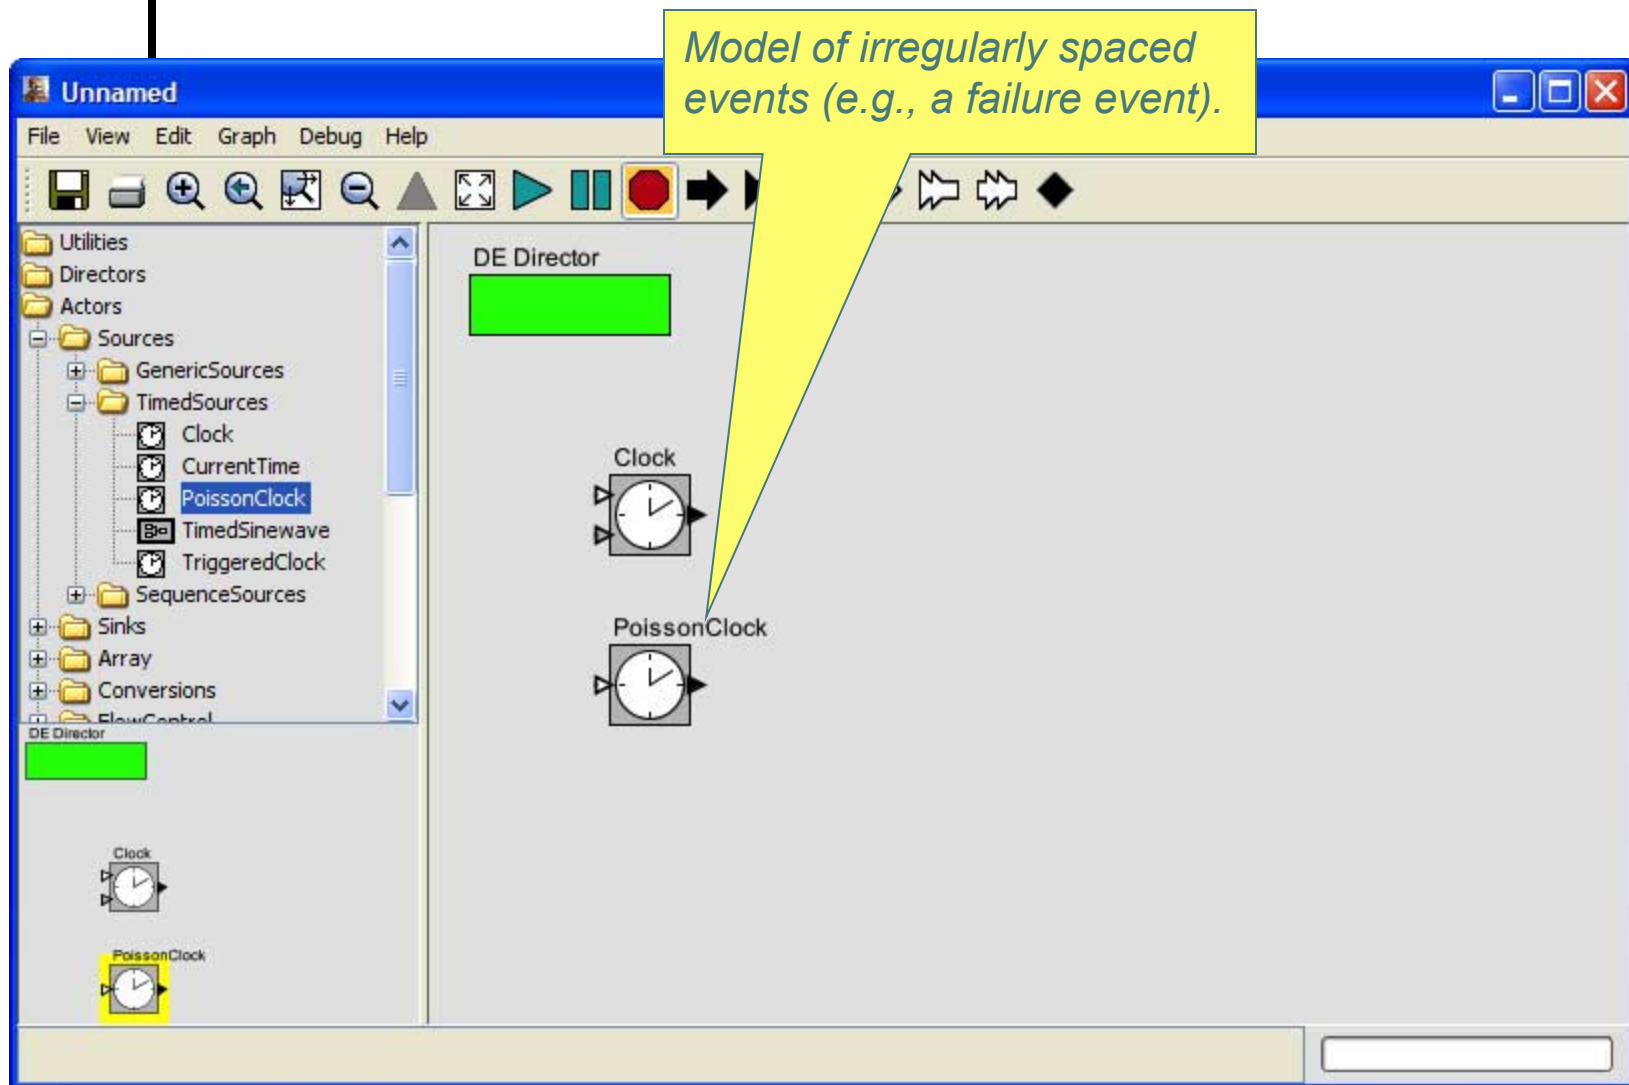 Model of irregularly spaced
events (e.g., a failure event).
Unnamed
File View Edit Graph Debug Help
Utilities
Directors
Actors
Sources
GenericSources
TimedSources
Clock
CurrentTime
PoissonClock
TimedSinewave
TriggeredClock
SequenceSources
Sinks
Array
Conversions
FlowControl
DE Director
Clock
PoissonClock
DE Director
Clock
PoissonClock